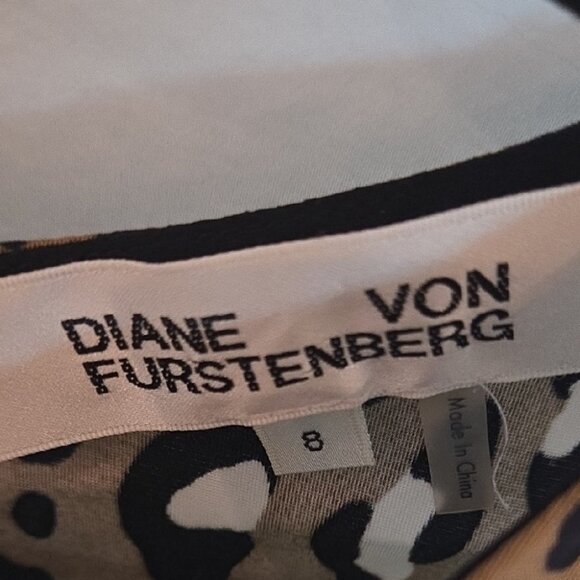 DIANE VON
FURSTENBERG
8
Made In China